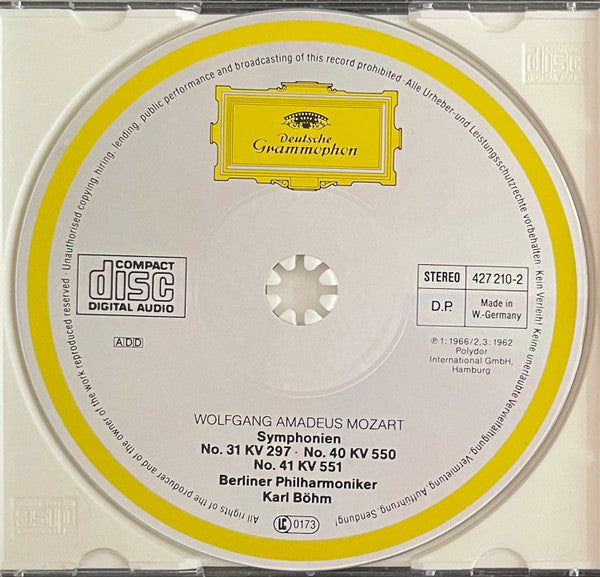 All rights of the producer and of the owner of the work reproduced reserved · Unauthorised copying, hiring, lending, public performance and broadcasting of this record prohibited · Alle Urheber- und Leistungsschutzrechte vorbehalten · Kein Verleih! Keine unerlaubte Vervielfältigung, Vermietung, Aufführung, Sendung!
Deutsche
Grammophon
COMPACT
disc
DIGITAL AUDIO
STEREO 427 210-2
D.P. Made in
W.-Germany
ADD
℗ 1: 1966/2, 3: 1962
Polydor
International GmbH,
Hamburg
WOLFGANG AMADEUS MOZART
Symphonien
No. 31 KV 297 · No. 40 KV 550
No. 41 KV 551
Berliner Philharmoniker
Karl Böhm
LC 0173
disc
DIGITAL AUDIO